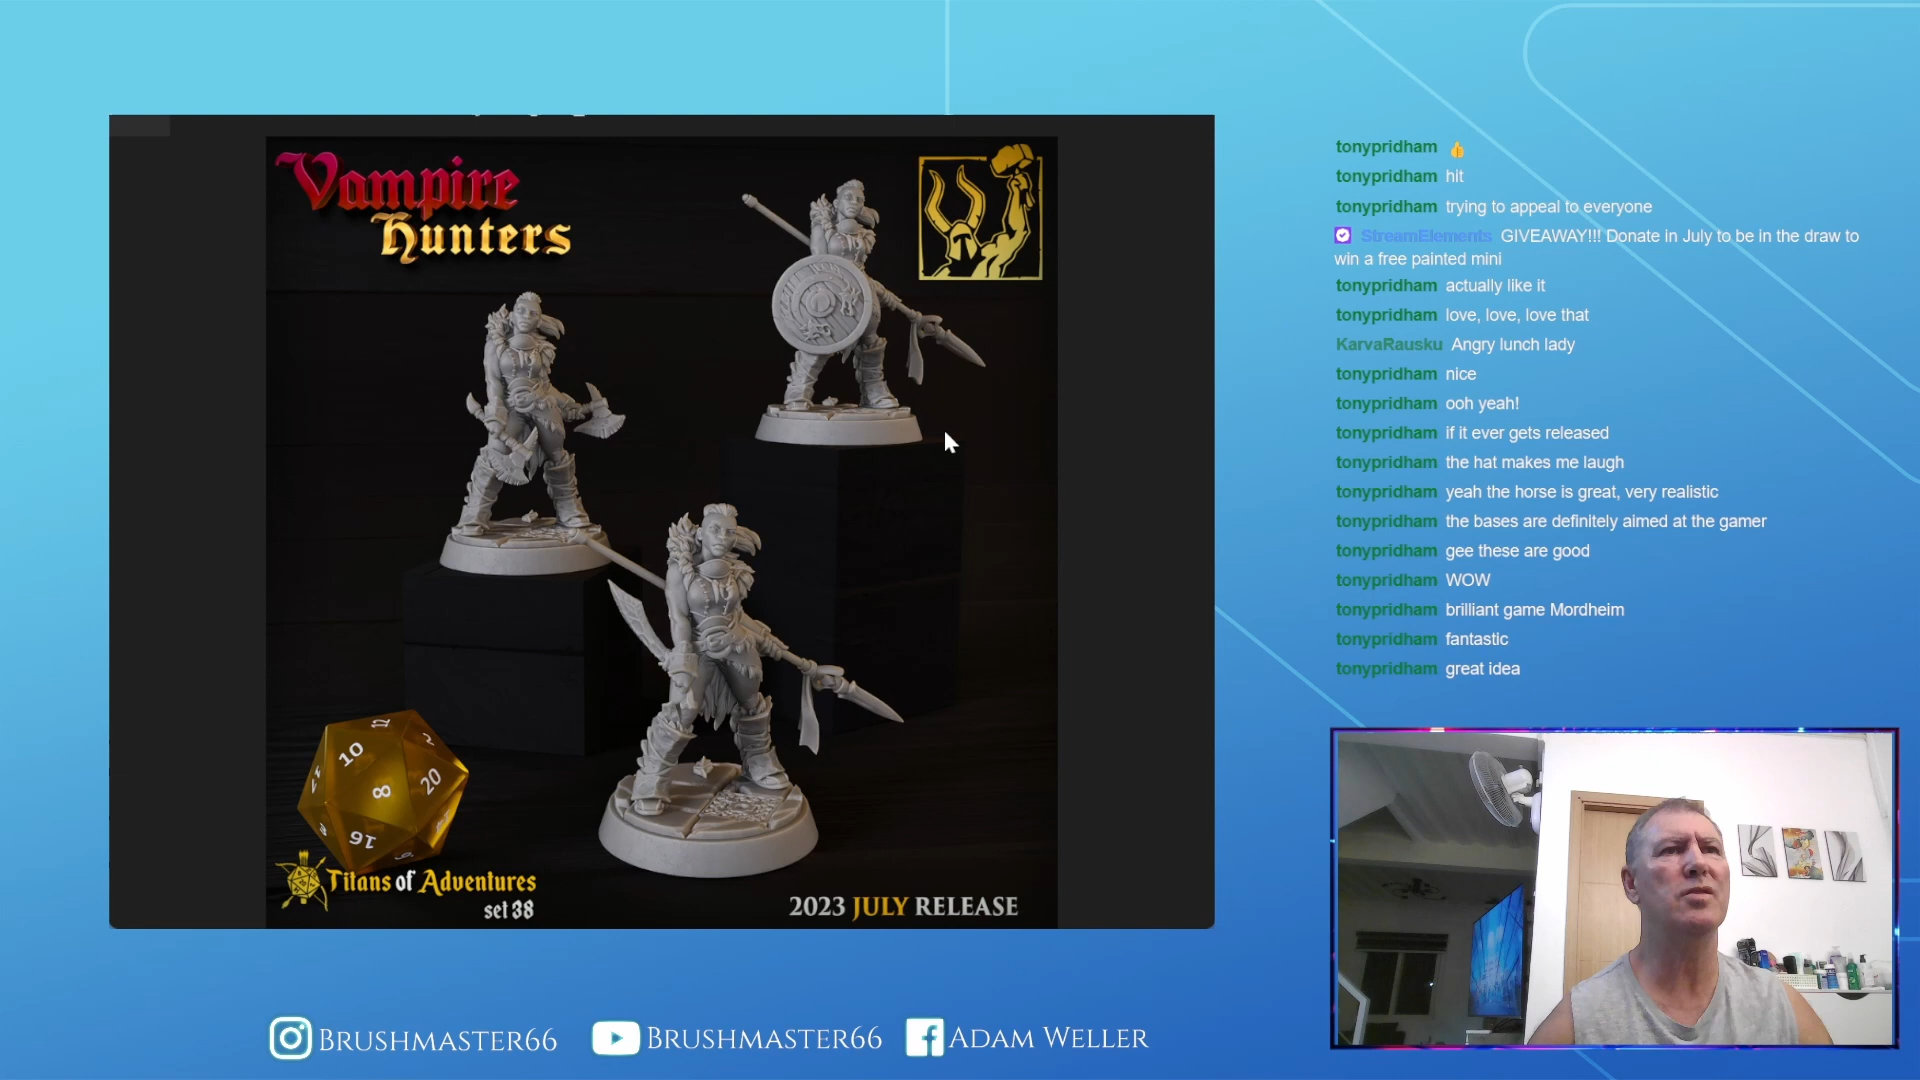 Vampire
Hunters
12
10
20
8
16
Titans of Adventures
set 38
2023 JULY RELEASE
tonypridham 👍
tonypridham hit
tonypridham trying to appeal to everyone
StreamElements GIVEAWAY!!! Donate in July to be in the draw to
win a free painted mini
tonypridham actually like it
tonypridham love, love, love that
KarvaRausku Angry lunch lady
tonypridham nice
tonypridham ooh yeah!
tonypridham if it ever gets released
tonypridham the hat makes me laugh
tonypridham yeah the horse is great, very realistic
tonypridham the bases are definitely aimed at the gamer
tonypridham gee these are good
tonypridham WOW
tonypridham brilliant game Mordheim
tonypridham fantastic
tonypridham great idea
BRUSHMASTER66
BRUSHMASTER66
ADAM WELLER